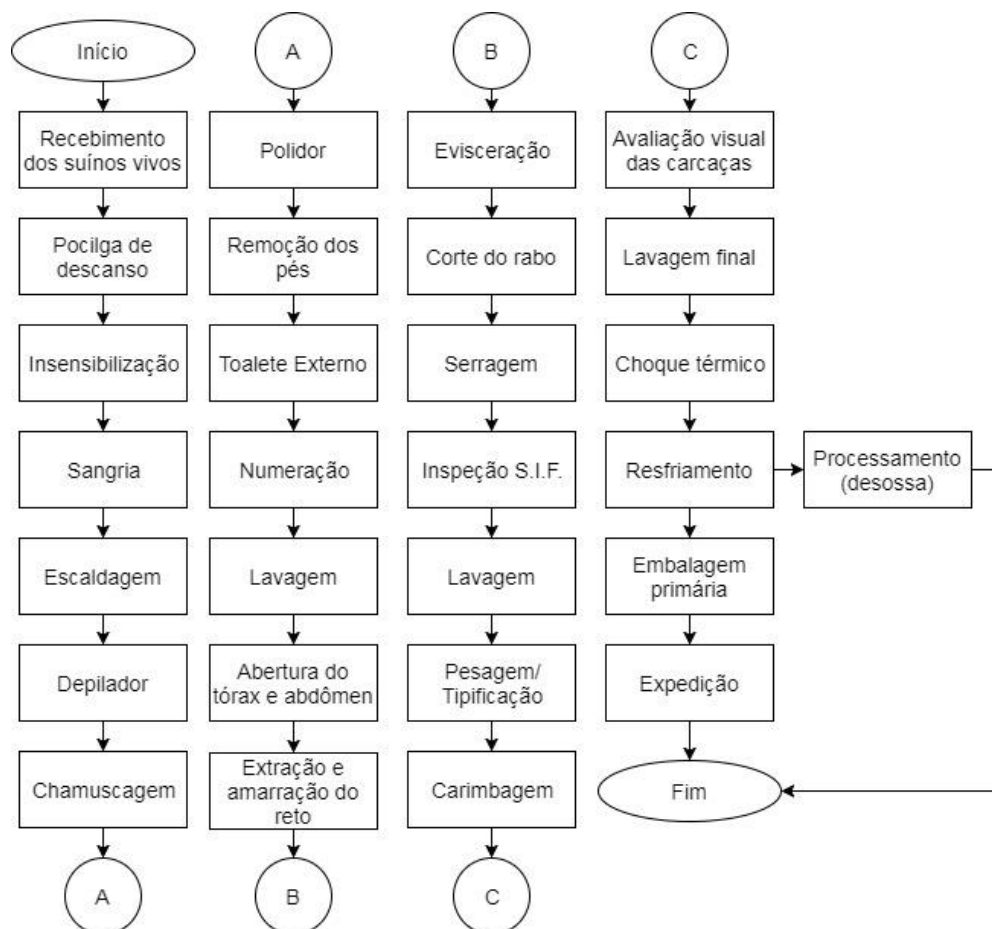 Início
Recebimento
dos suínos vivos
Pocilga de
descanso
Insensibilização
Sangria
Escaldagem
Depilador
Chamuscagem
A
A
Polidor
Remoção dos
pés
Toalete Externo
Numeração
Lavagem
Abertura do
tórax e abdômen
Extração e
amarração do
reto
B
B
Evisceração
Corte do rabo
Serragem
Inspeção S.I.F.
Lavagem
Pesagem/
Tipificação
Carimbagem
C
C
Avaliação visual
das carcaças
Lavagem final
Choque térmico
Resfriamento
Processamento
(desossa)
Embalagem
primária
Expedição
Fim